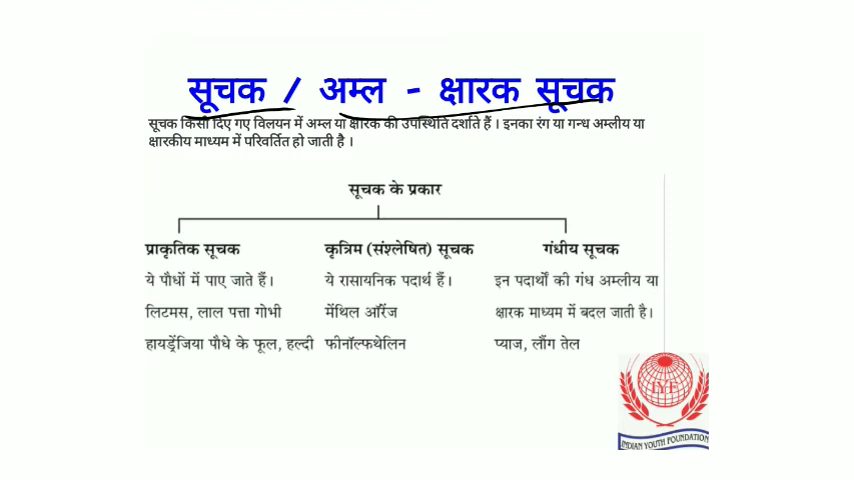 सूचक / अम्ल - क्षारक सूचक
सूचक किसी दिए गए विलयन में अम्ल या क्षारक की उपस्थिति दर्शाते हैं । इनका रंग या गन्ध अम्लीय या
क्षारकीय माध्यम में परिवर्तित हो जाती है ।
सूचक के प्रकार
प्राकृतिक सूचक कृत्रिम (संश्लेषित) सूचक गंधीय सूचक
ये पौधों में पाए जाते हैं। ये रासायनिक पदार्थ हैं। इन पदार्थों की गंध अम्लीय या
लिटमस, लाल पत्ता गोभी मेंथिल ऑरेंज क्षारक माध्यम में बदल जाती है।
हायड्रेंजिया पौधे के फूल, हल्दी फीनॉल्फथेलिन प्याज, लौंग तेल
IYF
INDIAN YOUTH FOUNDATION